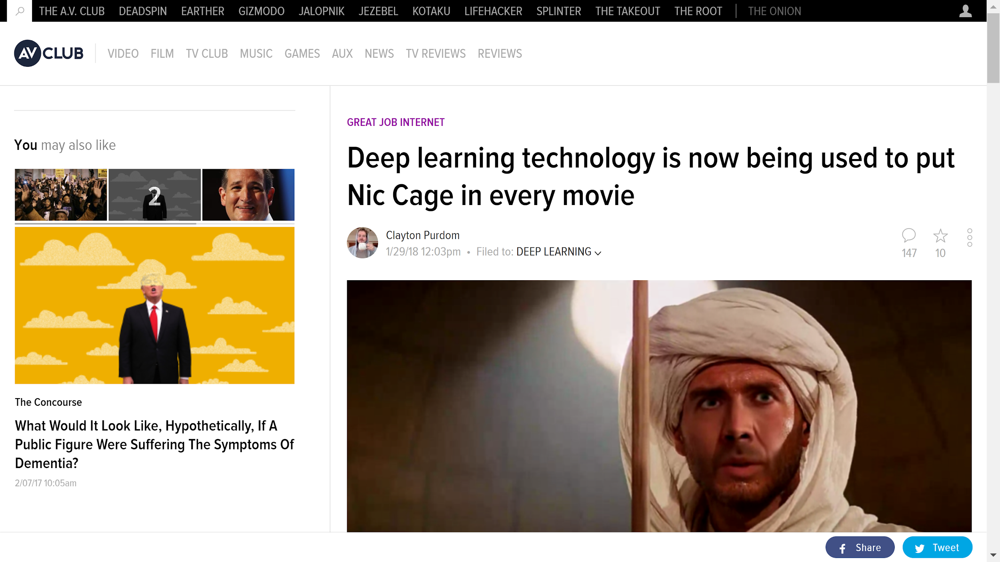 THE A.V. CLUB DEADSPIN EARTHER GIZMODO JALOPNIK JEZEBEL KOTAKU LIFEHACKER SPLINTER THE TAKEOUT THE ROOT THE ONION
AV CLUB VIDEO FILM TV CLUB MUSIC GAMES AUX NEWS TV REVIEWS REVIEWS
You may also like
2
The Concourse
What Would It Look Like, Hypothetically, If A
Public Figure Were Suffering The Symptoms Of
Dementia?
2/07/17 10:05am
GREAT JOB INTERNET
Deep learning technology is now being used to put
Nic Cage in every movie
Clayton Purdom
1/29/18 12:03pm • Filed to: DEEP LEARNING
147 10
Share Tweet